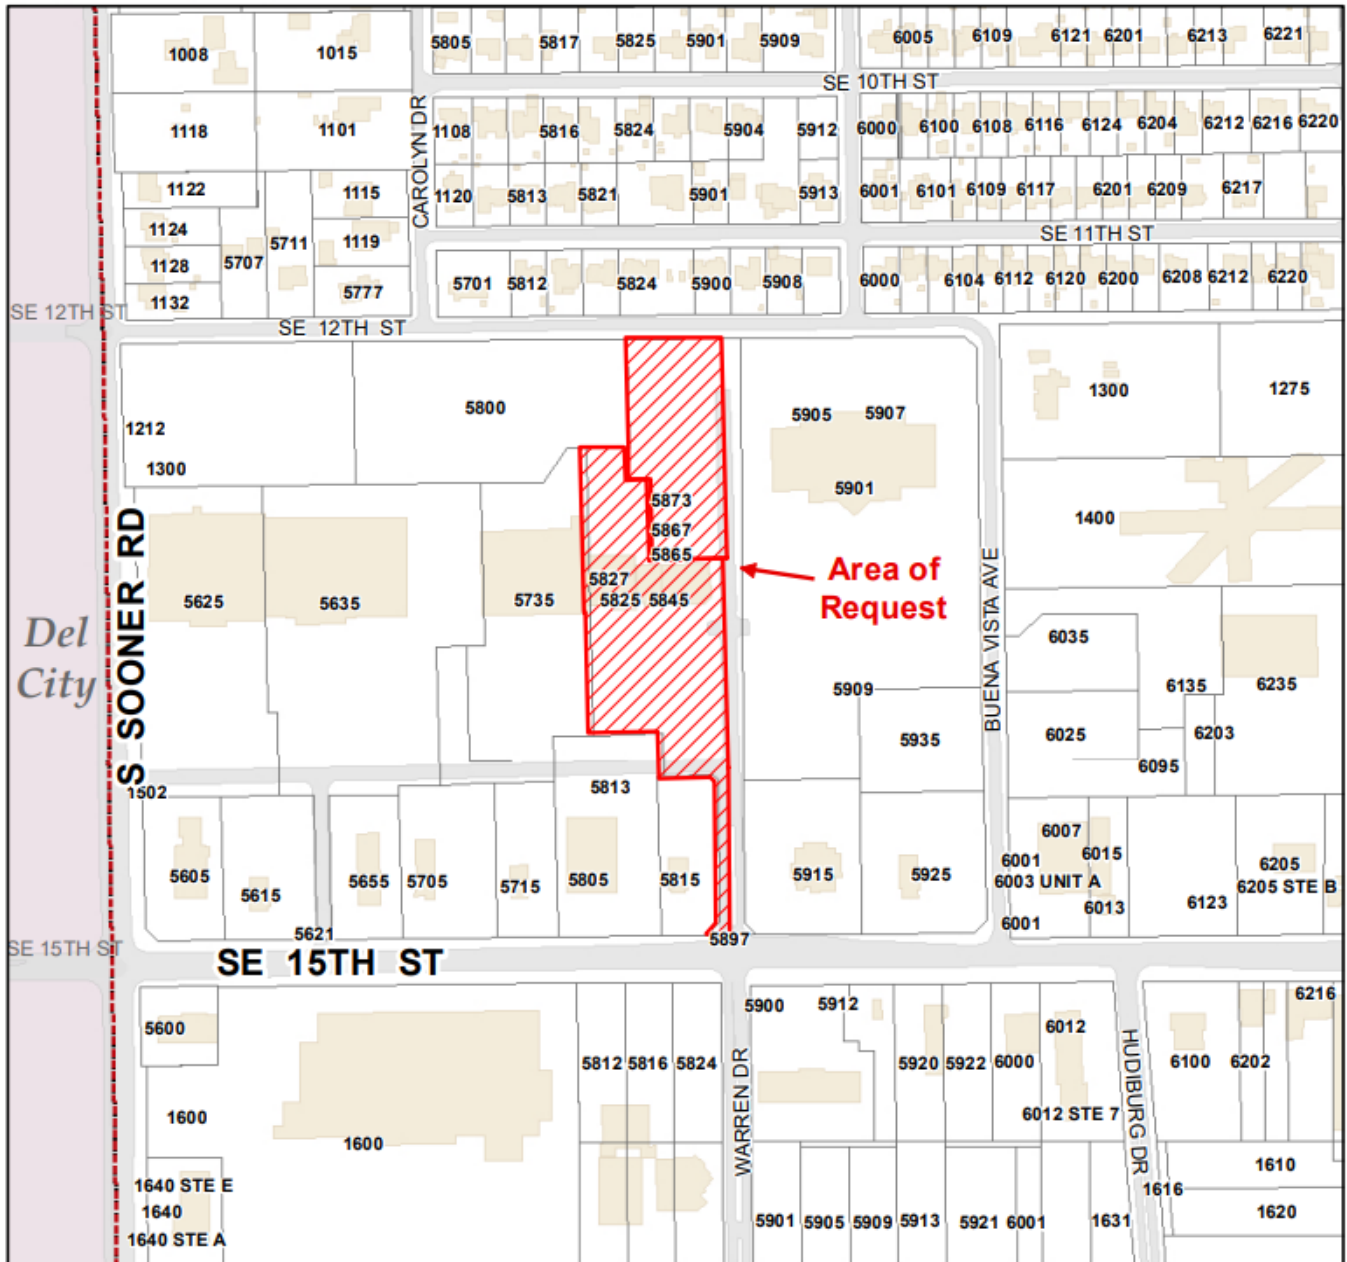 5805 5817 5825 5901 5909 6005 6109 6121 6201 6213 6221
1008 1015
SE 10TH ST
CAROLYN DR
1118 1101 1108 5816 5824 5904 5912 6000 6100 6108 6116 6124 6204 6212 6216 6220
1122 1115 1120 5813 5821 5901 5913 6001 6101 6109 6117 6201 6209 6217
1124 5711 1119
SE 11TH ST
1128 5707
1132 5777 5701 5812 5824 5900 5908 6000 6104 6112 6120 6200 6208 6212 6220
SE 12TH ST
SE 12TH ST
1300 1275
5800 5905 5907
1212
1300
5901
5873
1400
5867
5865
Area of
Request
5827
5625 5635 5735 5825 5845
S SOONER RD
BUENA VISTA AVE
Del
City
6035
5909 6135 6235
5935 6025 6203
6095
1502 5813
6007
5605 5615 5655 5705 5715 5805 5815 5915 5925 6001 6015
6003 UNIT A
6205
6205 STE B
6013 6123
5621 5897 6001
SE 15TH ST
SE 15TH ST
5900 5912 6216
5600 6012
5812 5816 5824 5920 5922 6000 6100 6202
WARREN DR
HUDIBURG DR
1600 1600 6012 STE 7
1610
1640 STE E 1616
1640 1620
1640 STE A 5901 5905 5909 5913 5921 6001 1631